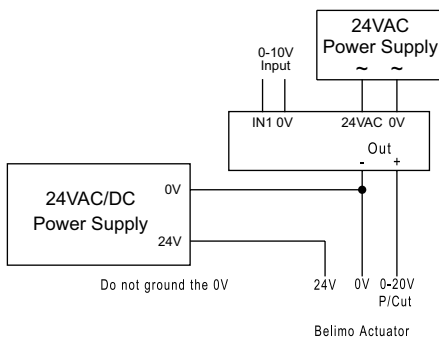 24VAC
Power Supply
~ ~
0-10V
Input
IN1 0V 24VAC 0V
Out
- +
24VAC/DC
Power Supply
0V
24V
Do not ground the 0V
24V 0V 0-20V
P/Cut
Belimo Actuator